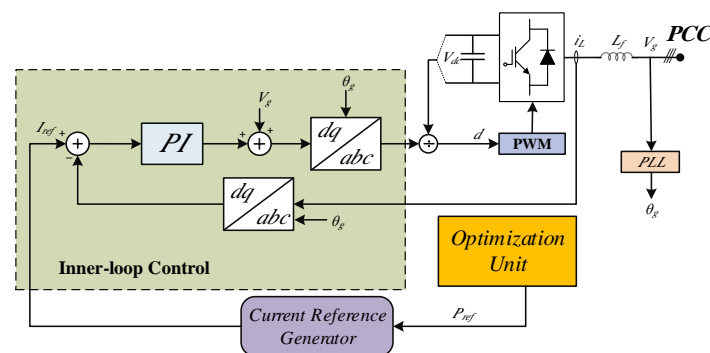 PCC
i_L
L_f
V_g
V_dc
θ_g
V_g
I_ref
+
−
PI
+
+
+
dq
abc
÷
d
PWM
PLL
θ_g
dq
abc
θ_g
Optimization
Unit
Inner-loop Control
Current Reference
Generator
P_ref